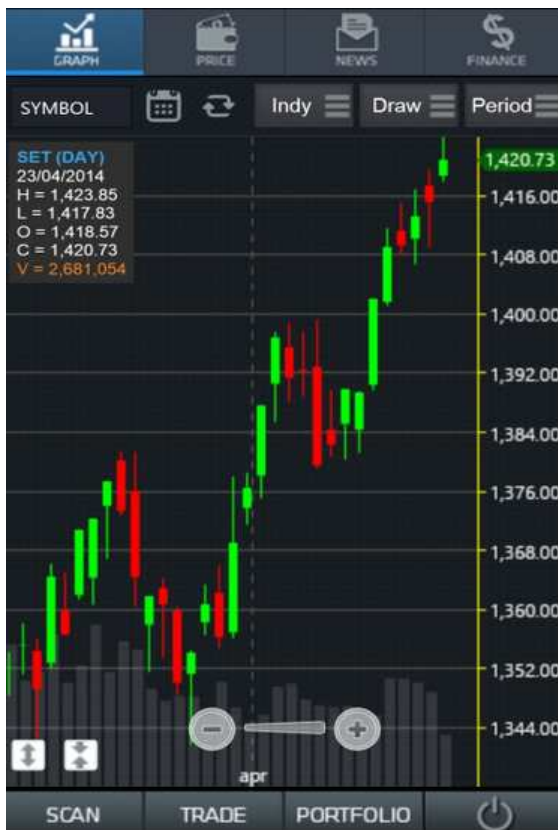 GRAPH
PRICE
NEWS
FINANCE
SYMBOL
Indy
Draw
Period
SET (DAY)
23/04/2014
H = 1,423.85
L = 1,417.83
O = 1,418.57
C = 1,420.73
V = 2,681,054
1,420.73
1,416.00
1,408.00
1,400.00
1,392.00
1,384.00
1,376.00
1,368.00
1,360.00
1,352.00
1,344.00
apr
SCAN
TRADE
PORTFOLIO